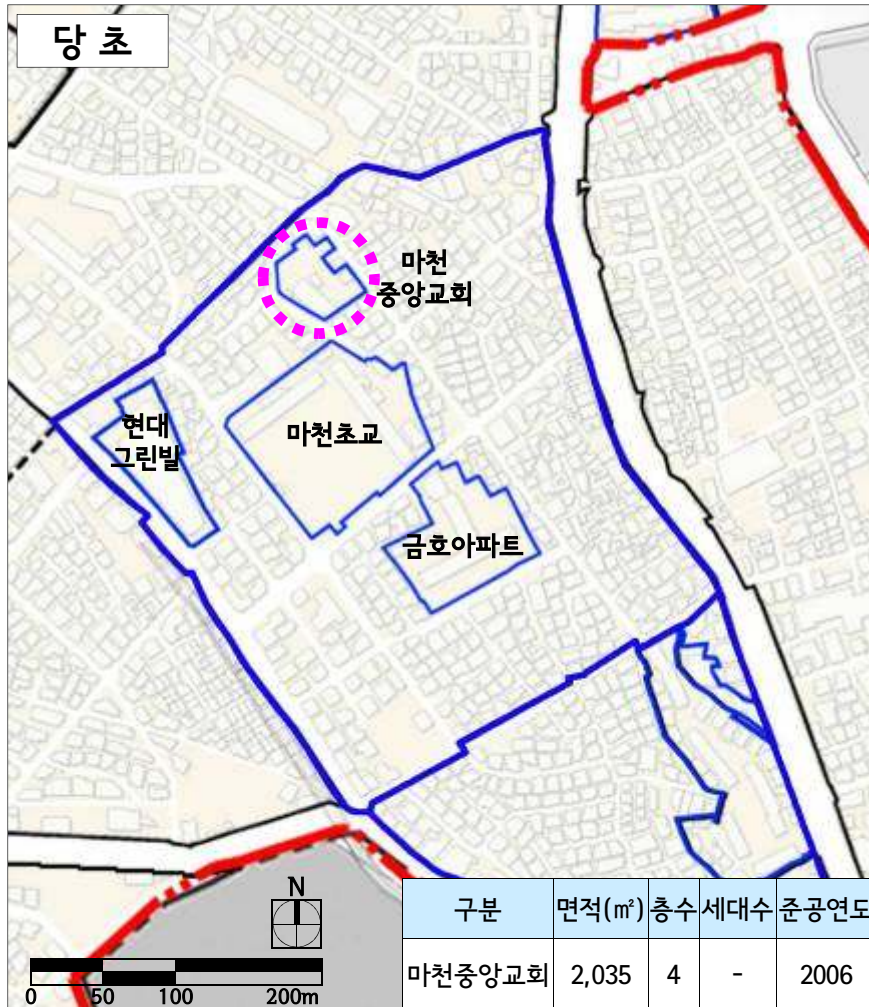 당 초
마천
중앙교회
현대
그린빌
마천초교
금호아파트
N
0 50 100 200m
구분 면적(㎡) 층수 세대수 준공연도
마천중앙교회 2,035 4 - 2006